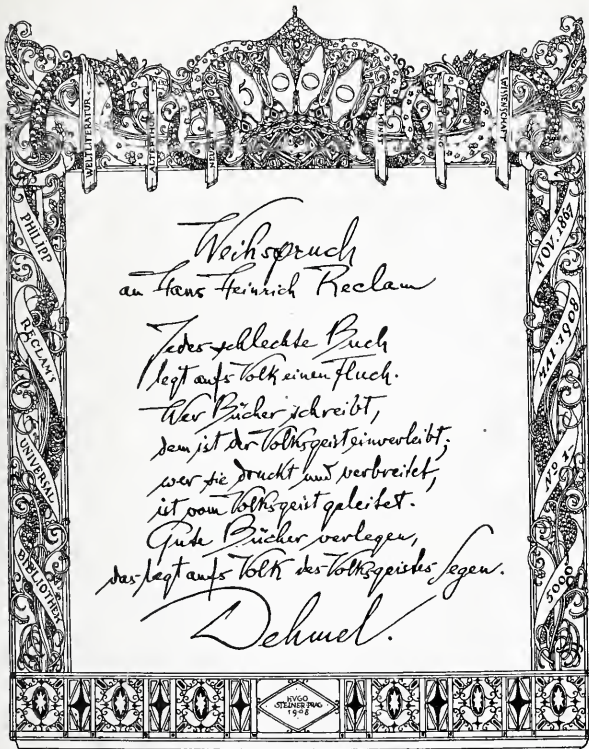 5000
WELTLITERATUR
WISSENSCHAFT
PHILIPP
RECLAM'S
UNIVERSAL
BIBLIOTHEK
NOV. 1867
MAI · 1908
No 1
5000
Weihspruch
an Hans Heinrich Reclam
Jedes schlechte Buch
legt aufs Volk einen Fluch.
Wer Bücher schreibt,
dem ist der Volksgeist einverleibt;
wer sie druckt und verbreitet,
ist vom Volksgeist geleitet.
Gute Bücher verlegen,
das legt aufs Volk des Volksgeistes Segen.
Dehmel.
HVGO
STEINER PRAG
1908